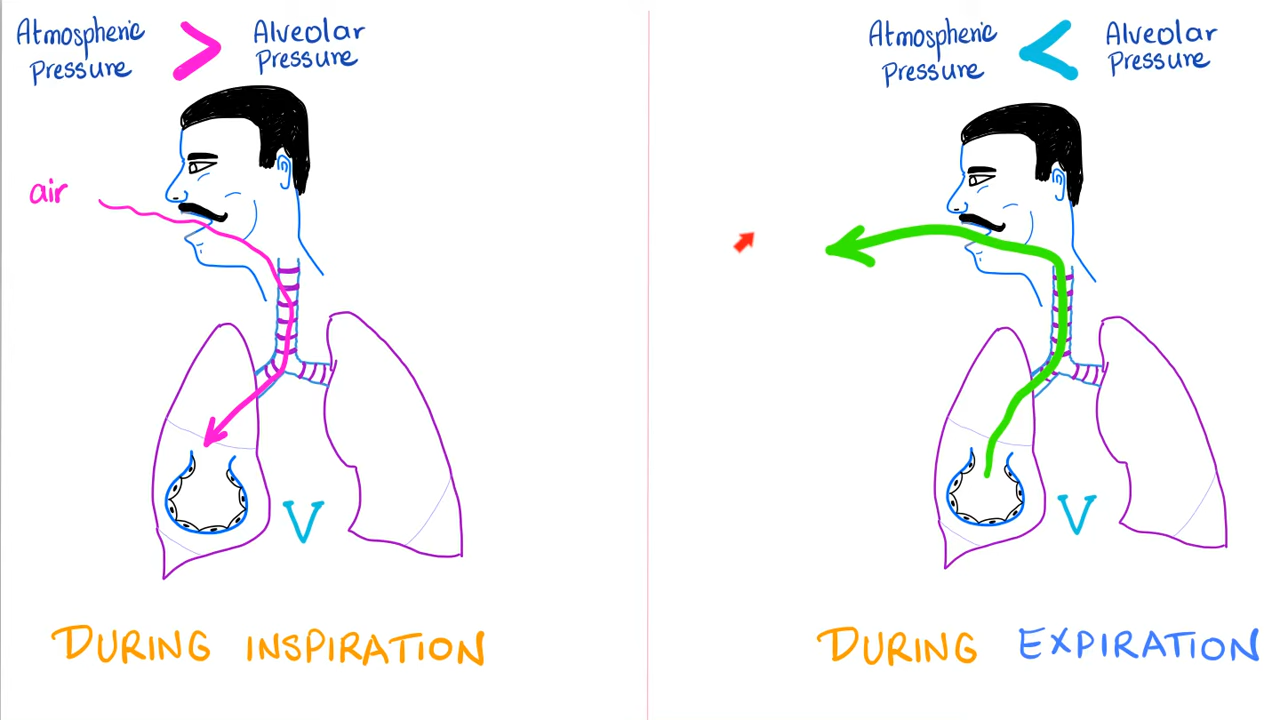 Atmospheric > Alveolar
Pressure Pressure
air
V
DURING INSPIRATION
Atmospheric < Alveolar
Pressure Pressure
V
DURING EXPIRATION